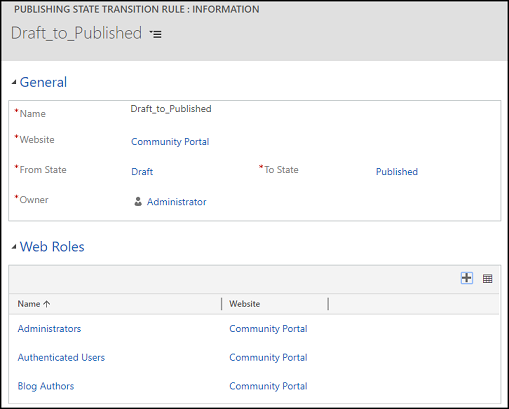 PUBLISHING STATE TRANSITION RULE : INFORMATION
Draft_to_Published
General
*Name Draft_to_Published
*Website Community Portal
*From State Draft *To State Published
*Owner Administrator
Web Roles
Name Website
Administrators Community Portal
Authenticated Users Community Portal
Blog Authors Community Portal